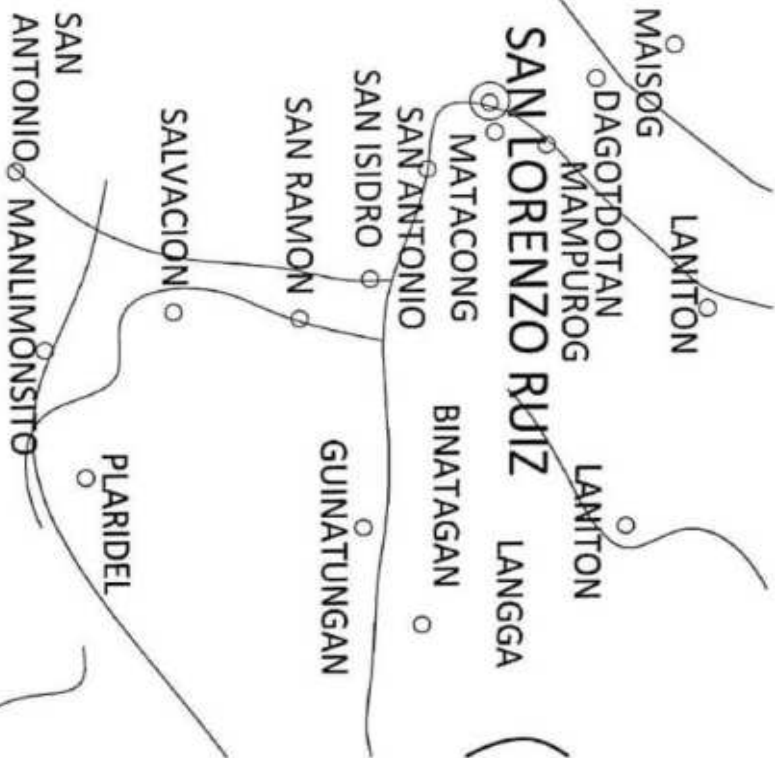 LANITON
MAISOG
DAGOTDOTAN
LANITON
MAMPUROG
SAN LORENZO RUIZ
LANGGA
MATACONG
BINATAGAN
SAN ANTONIO
SAN ISIDRO
GUINATUNGAN
SAN RAMON
SALVACION
PLARIDEL
SAN
ANTONIO
MANLIMONSITO